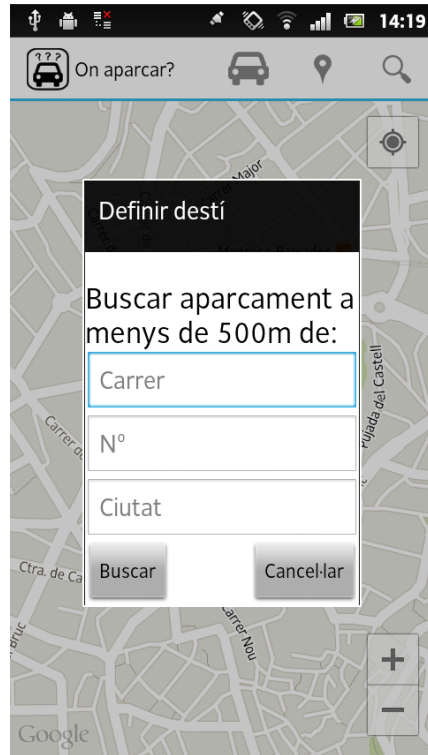 14:19
???
On aparcar?
Carrer Major
Definir destí
Buscar aparcament a
menys de 500m de:
Carrer
Nº
Ciutat
Buscar
Cancel·lar
Pujada del Castell
Carrer de
Ctra. de Ca
Bruc
Carrer Nou
+
−
Google